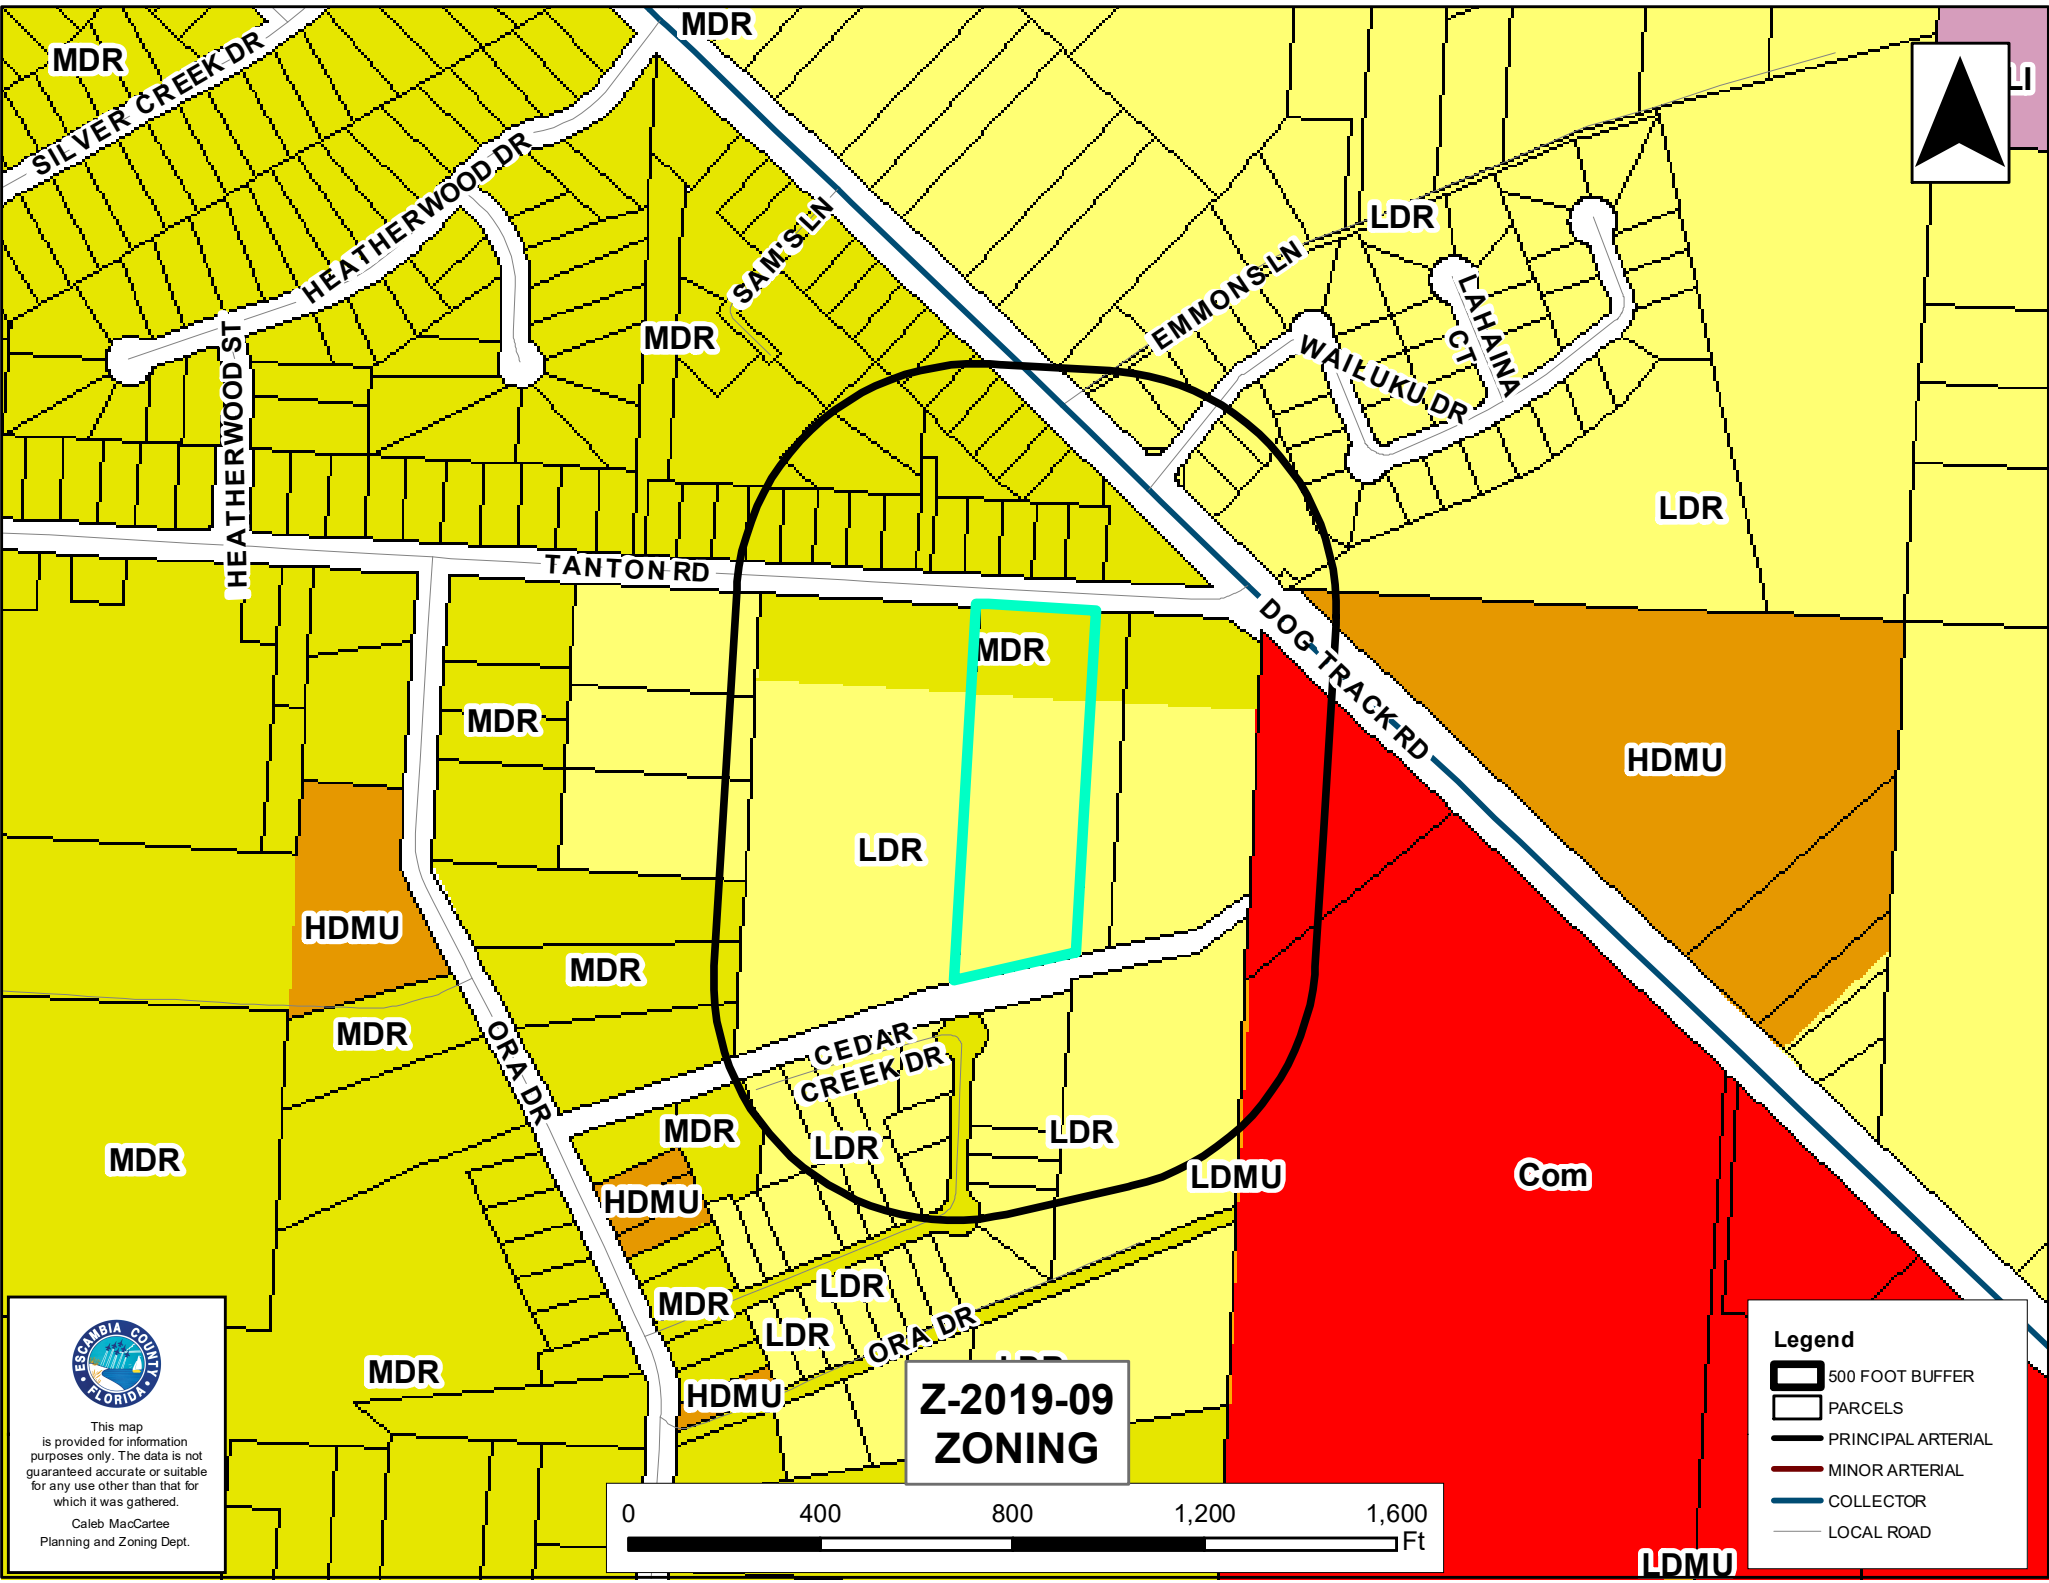 MDR
MDR
SILVER CREEK DR
LI
HEATHERWOOD DR
SAM'S LN
LDR
EMMONS LN
LAHAINA
CT
MDR
WAILUKU DR
HEATHERWOOD ST
LDR
TANTON RD
DOG TRACK RD
MDR
MDR
HDMU
LDR
HDMU
MDR
MDR
ORA DR
CEDAR
CREEK DR
MDR
LDR
LDR
MDR
LDMU
Com
HDMU
LDR
MDR
LDR
ORA DR
MDR
HDMU
Z-2019-09
ZONING
ESCAMBIA COUNTY
FLORIDA
This map
is provided for information
purposes only. The data is not
guaranteed accurate or suitable
for any use other than that for
which it was gathered.
Caleb MacCartee
Planning and Zoning Dept.
0 400 800 1,200 1,600
Ft
Legend
500 FOOT BUFFER
PARCELS
PRINCIPAL ARTERIAL
MINOR ARTERIAL
COLLECTOR
LOCAL ROAD
LDMU